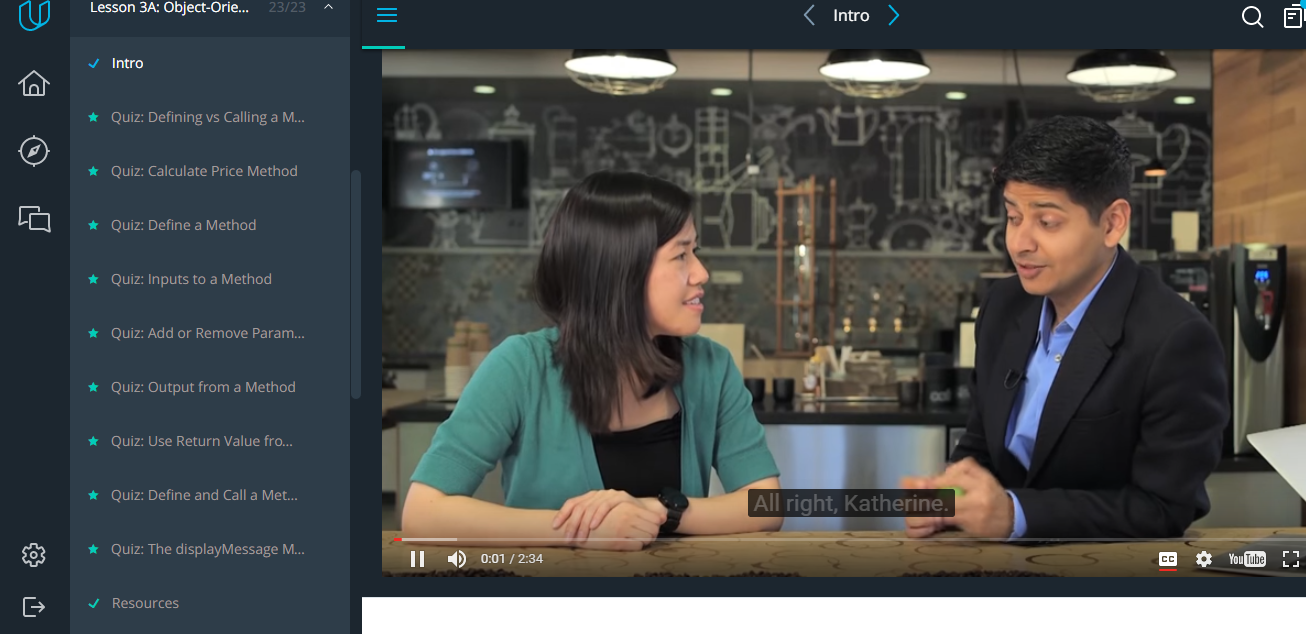 Lesson 3A: Object-Orie... 23/23
Intro
Quiz: Defining vs Calling a M...
Quiz: Calculate Price Method
Quiz: Define a Method
Quiz: Inputs to a Method
Quiz: Add or Remove Param...
Quiz: Output from a Method
Quiz: Use Return Value fro...
Quiz: Define and Call a Met...
Quiz: The displayMessage M...
Resources
Intro
All right, Katherine.
0:01 / 2:34
CC
YouTube